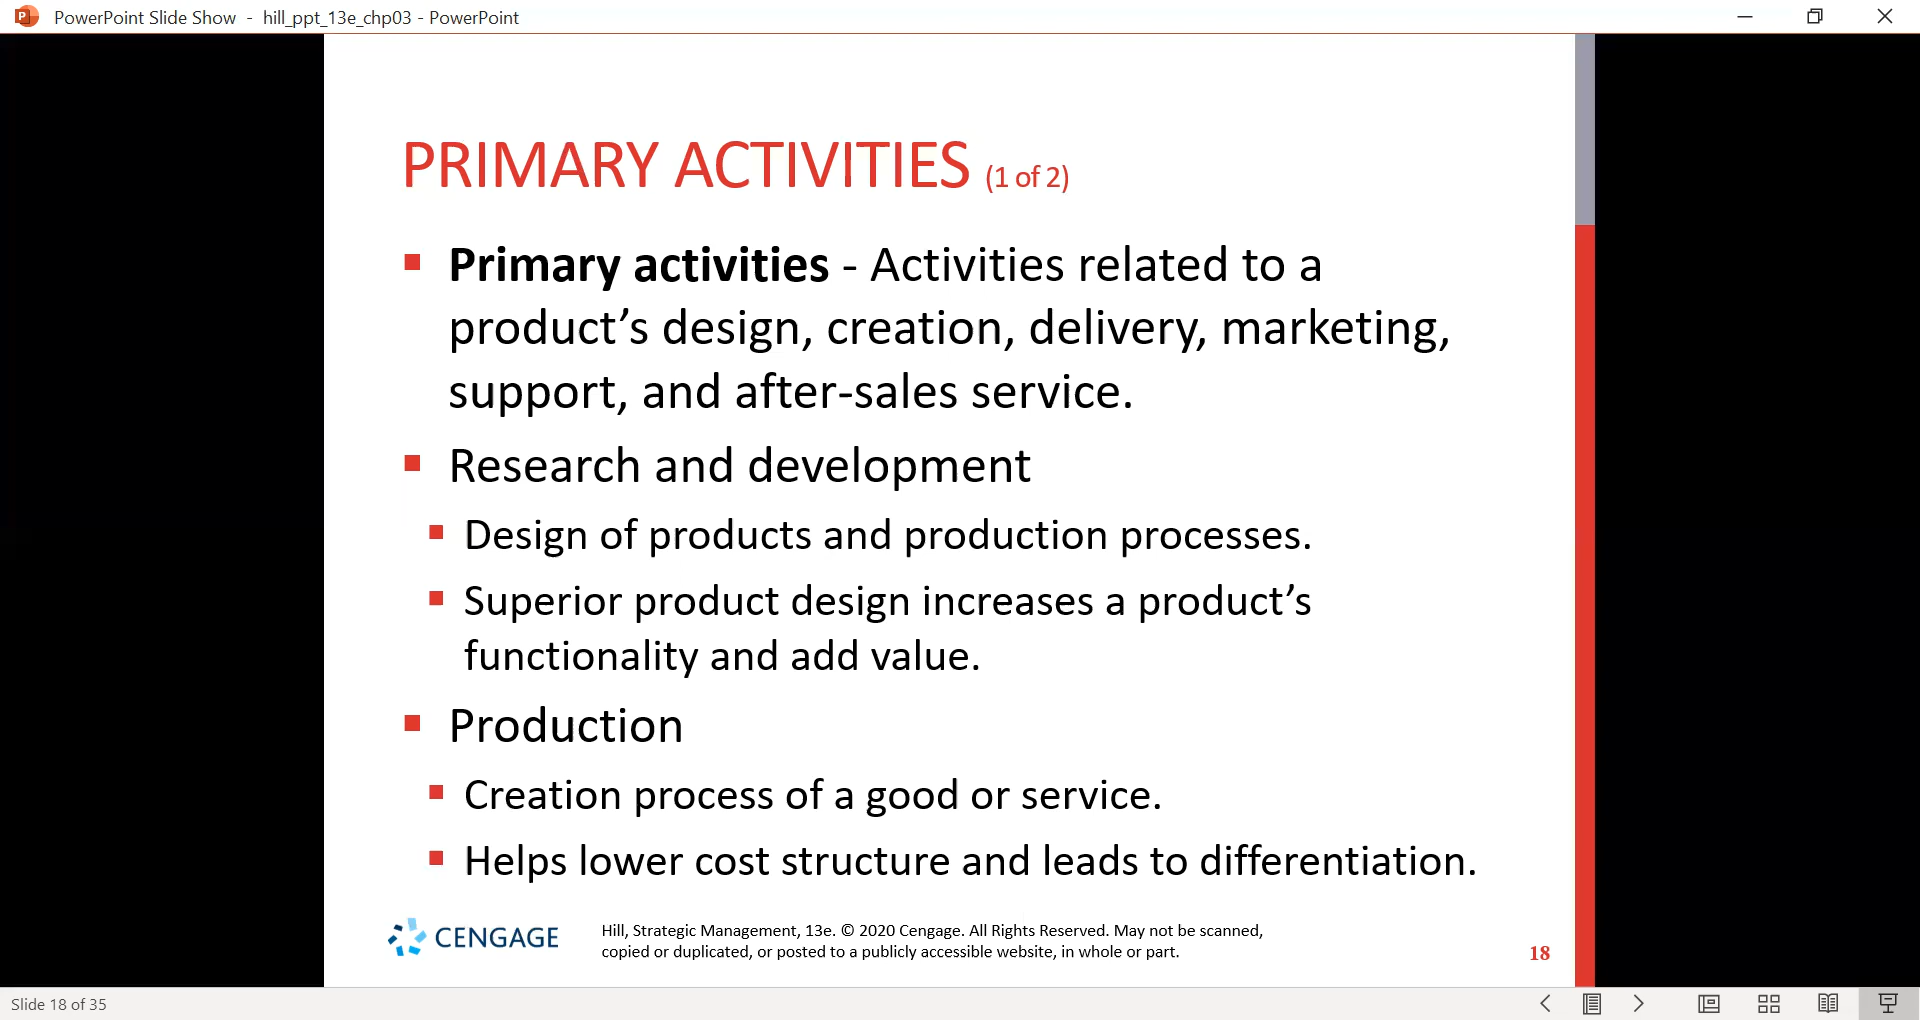 PowerPoint Slide Show - hill_ppt_13e_chp03 - PowerPoint
PRIMARY ACTIVITIES (1 of 2)
Primary activities - Activities related to a
product’s design, creation, delivery, marketing,
support, and after-sales service.
Research and development
Design of products and production processes.
Superior product design increases a product’s
functionality and add value.
Production
Creation process of a good or service.
Helps lower cost structure and leads to differentiation.
CENGAGE
Hill, Strategic Management, 13e. © 2020 Cengage. All Rights Reserved. May not be scanned,
copied or duplicated, or posted to a publicly accessible website, in whole or part.
18
Slide 18 of 35